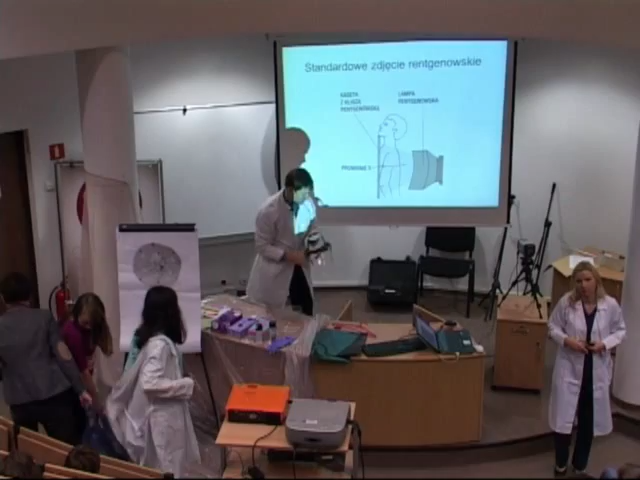 Standardowe zdjęcie rentgenowskie
KASETA
Z KLISZĄ
RENTGENOWSKĄ
LAMPA
RENTGENOWSKA
PROMIENIE X